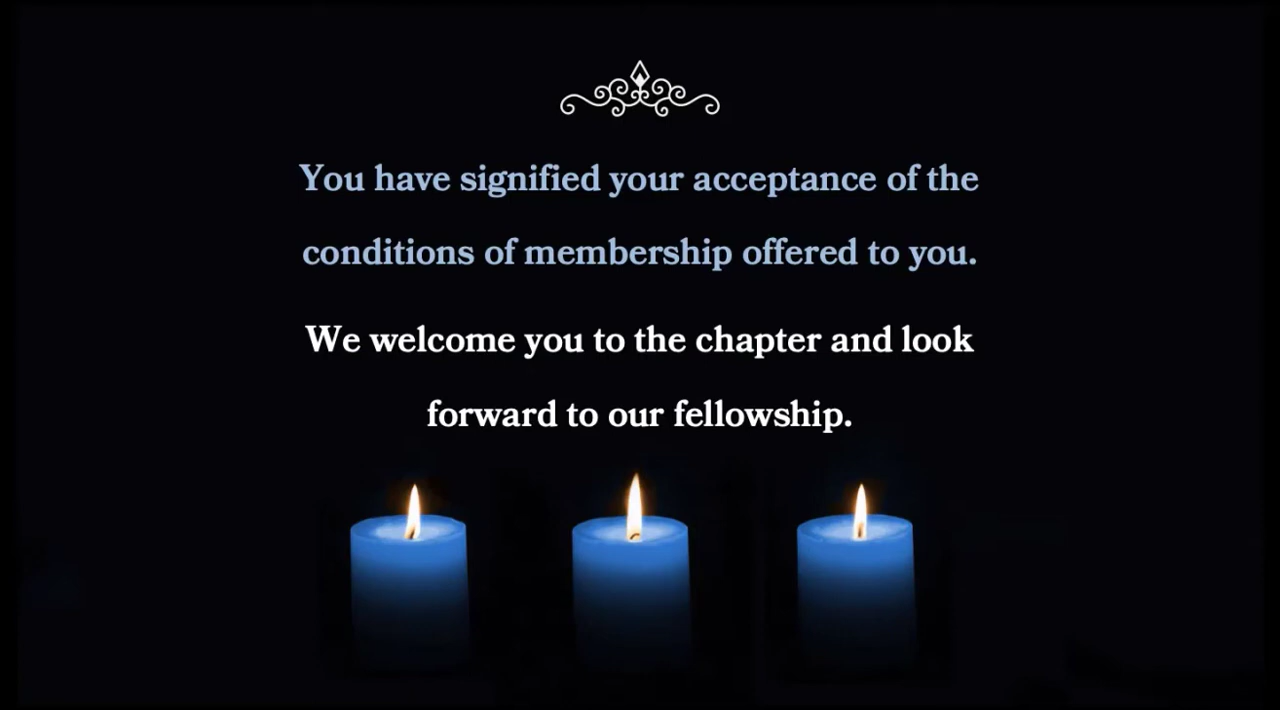 You have signified your acceptance of the
conditions of membership offered to you.
We welcome you to the chapter and look
forward to our fellowship.